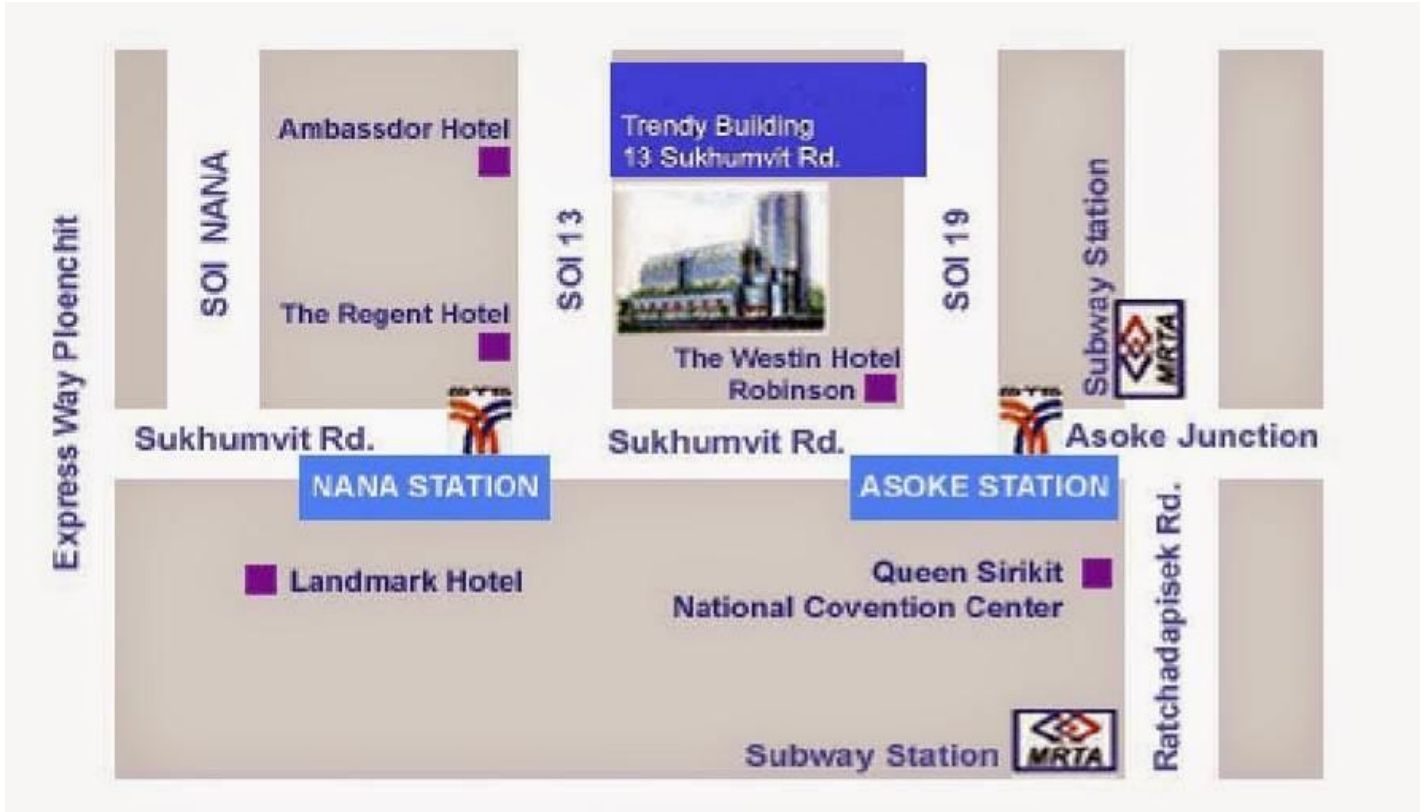 Ambassdor Hotel
The Regent Hotel
Trendy Building
13 Sukhumvit Rd.
The Westin Hotel
Robinson
Express Way Ploenchit
SOI NANA
SOI 13
SOI 19
Subway Station
MRTA
BTS
BTS
Sukhumvit Rd.
Sukhumvit Rd.
Asoke Junction
NANA STATION
ASOKE STATION
Landmark Hotel
Queen Sirikit
National Covention Center
Ratchadapisek Rd.
Subway Station
MRTA